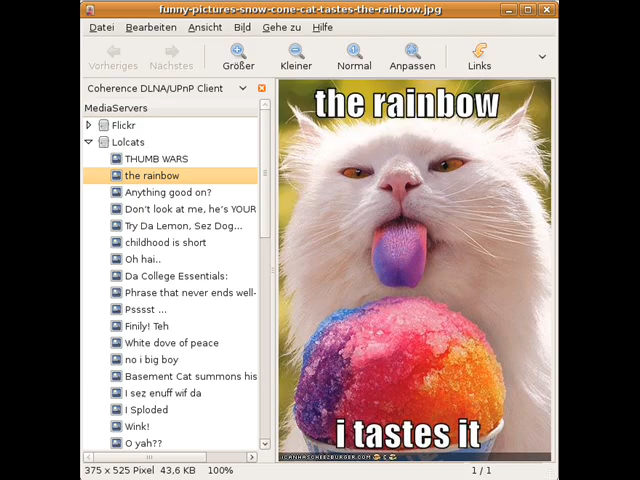 funny-pictures-snow-cone-cat-tastes-the-rainbow.jpg
Datei Bearbeiten Ansicht Bild Gehe zu Hilfe
Vorheriges Nächstes Größer Kleiner Normal Anpassen Links
Coherence DLNA/UPnP Client
MediaServers
Flickr
Lolcats
THUMB WARS
the rainbow
Anything good on?
Don't look at me, he's YOUR
Try Da Lemon, Sez Dog...
childhood is short
Oh hai..
Da College Essentials:
Phrase that never ends well-
Psssst ...
Finily! Teh
White dove of peace
no i big boy
Basement Cat summons his
I sez enuff wif da
I Sploded
Wink!
O yah??
the rainbow
i tastes it
ICANHASCHEEZBURGER.COM
375 x 525 Pixel 43,6 KB 100% 1 / 1